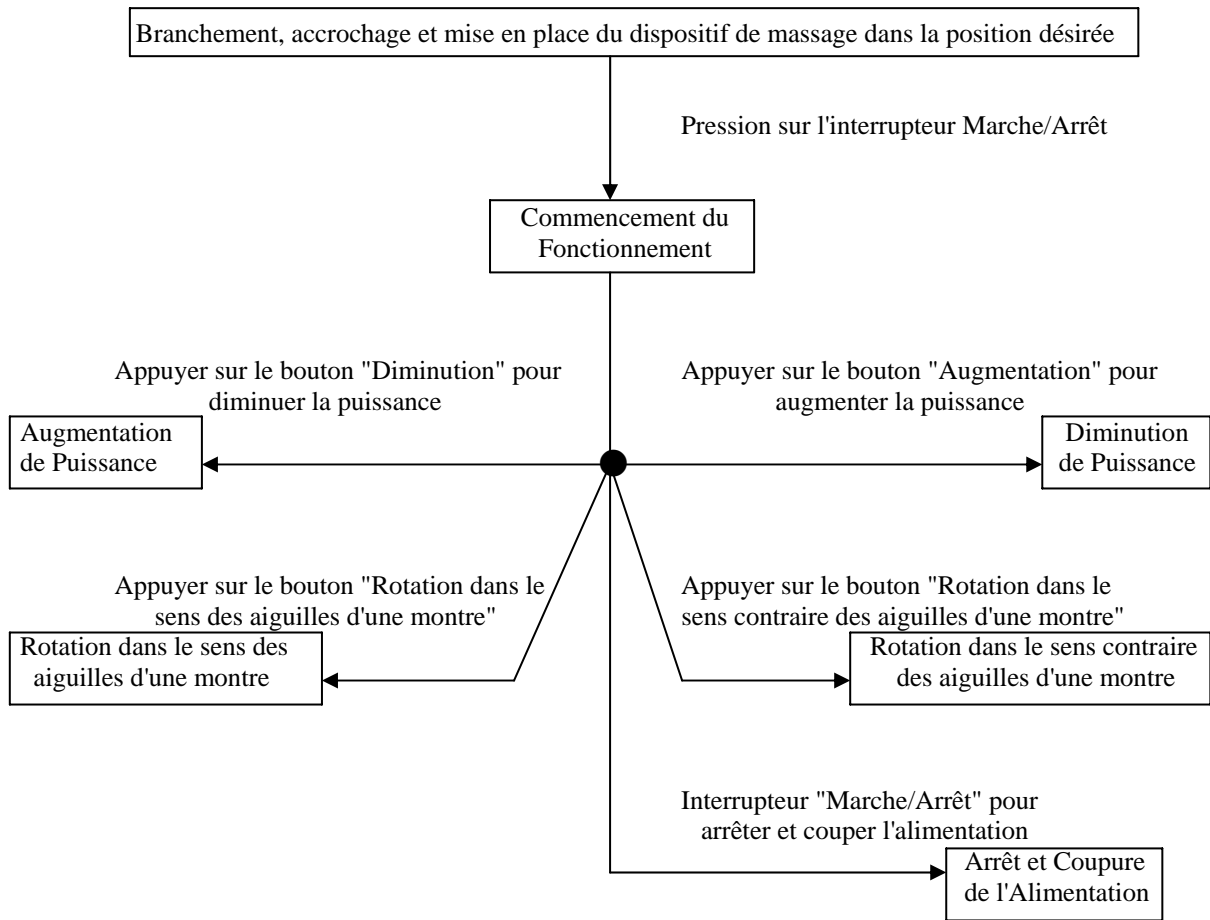 Branchement, accrochage et mise en place du dispositif de massage dans la position désirée
Pression sur l'interrupteur Marche/Arrêt
Commencement du
Fonctionnement
Appuyer sur le bouton "Diminution" pour
diminuer la puissance
Appuyer sur le bouton "Augmentation" pour
augmenter la puissance
Augmentation
de Puissance
Diminution
de Puissance
Appuyer sur le bouton "Rotation dans le
sens des aiguilles d'une montre"
Appuyer sur le bouton "Rotation dans le
sens contraire des aiguilles d'une montre"
Rotation dans le sens des
aiguilles d'une montre
Rotation dans le sens contraire
des aiguilles d'une montre
Interrupteur "Marche/Arrêt" pour
arrêter et couper l'alimentation
Arrêt et Coupure
de l'Alimentation